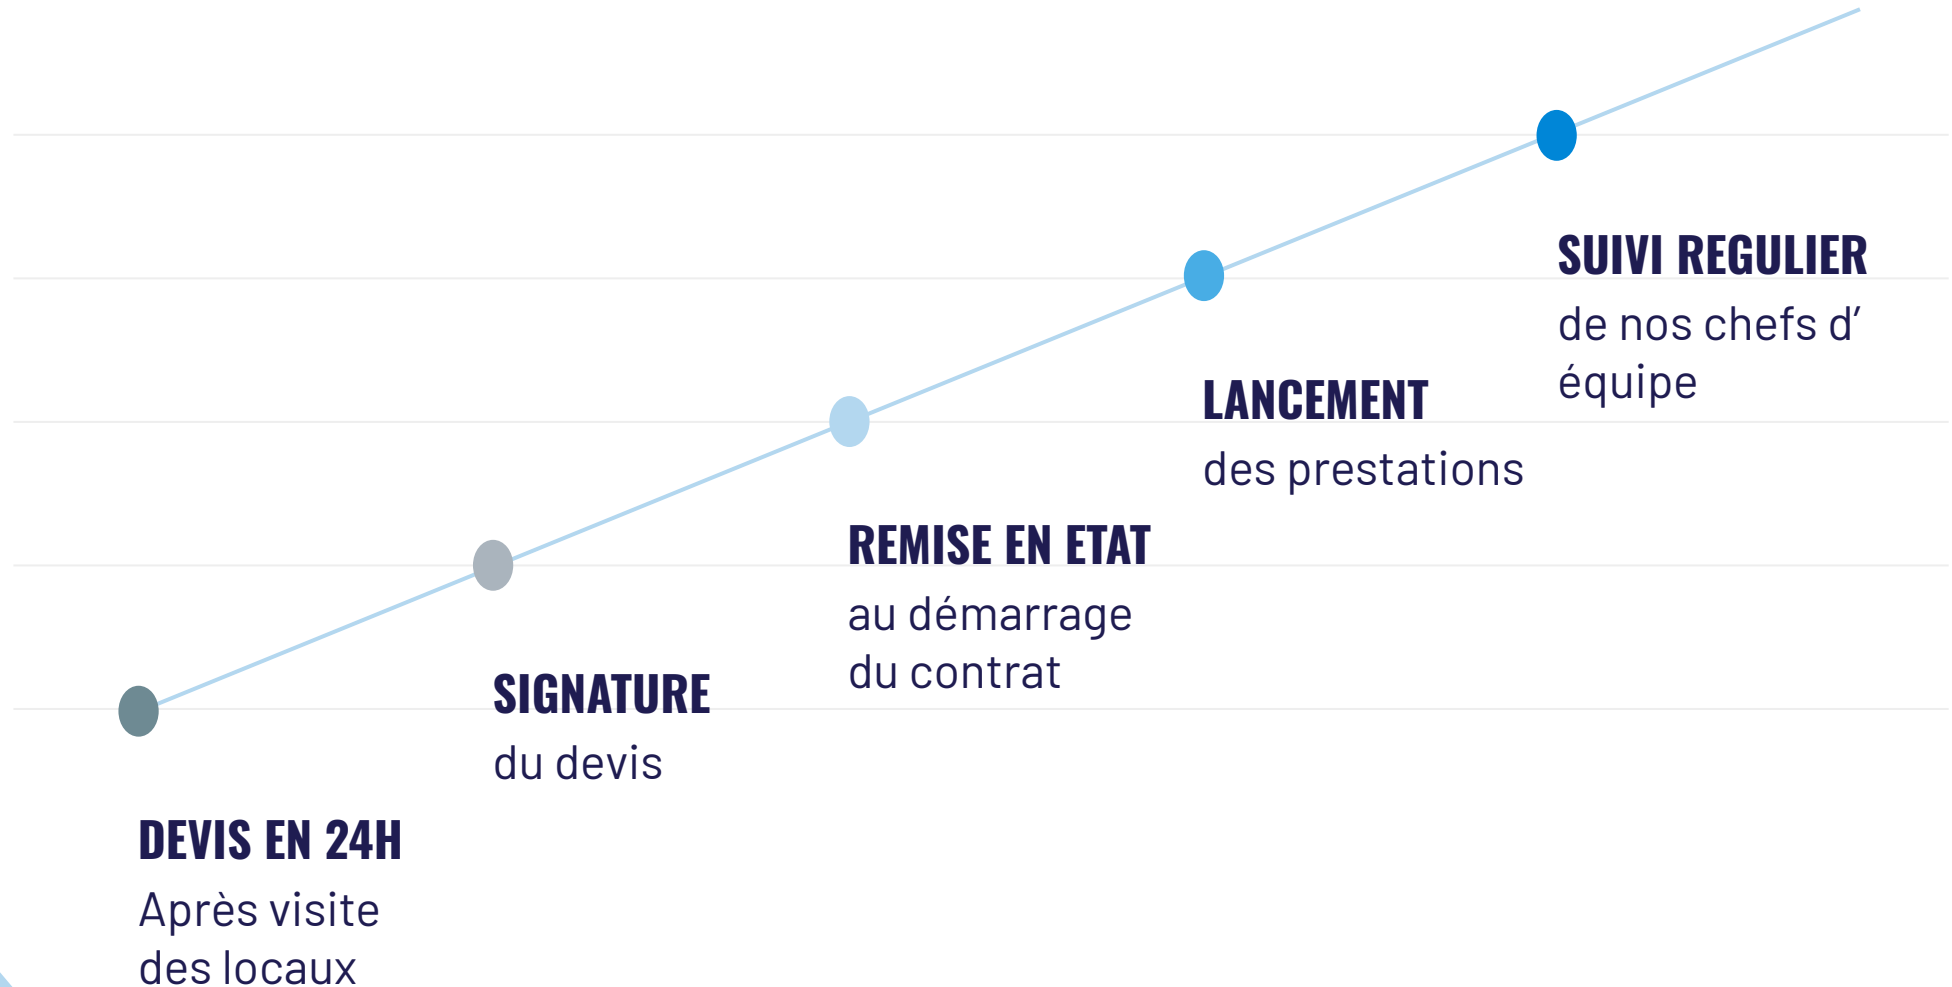 DEVIS EN 24H
Après visite
des locaux
SIGNATURE
du devis
REMISE EN ETAT
au démarrage
du contrat
LANCEMENT
des prestations
SUIVI REGULIER
de nos chefs d’
équipe